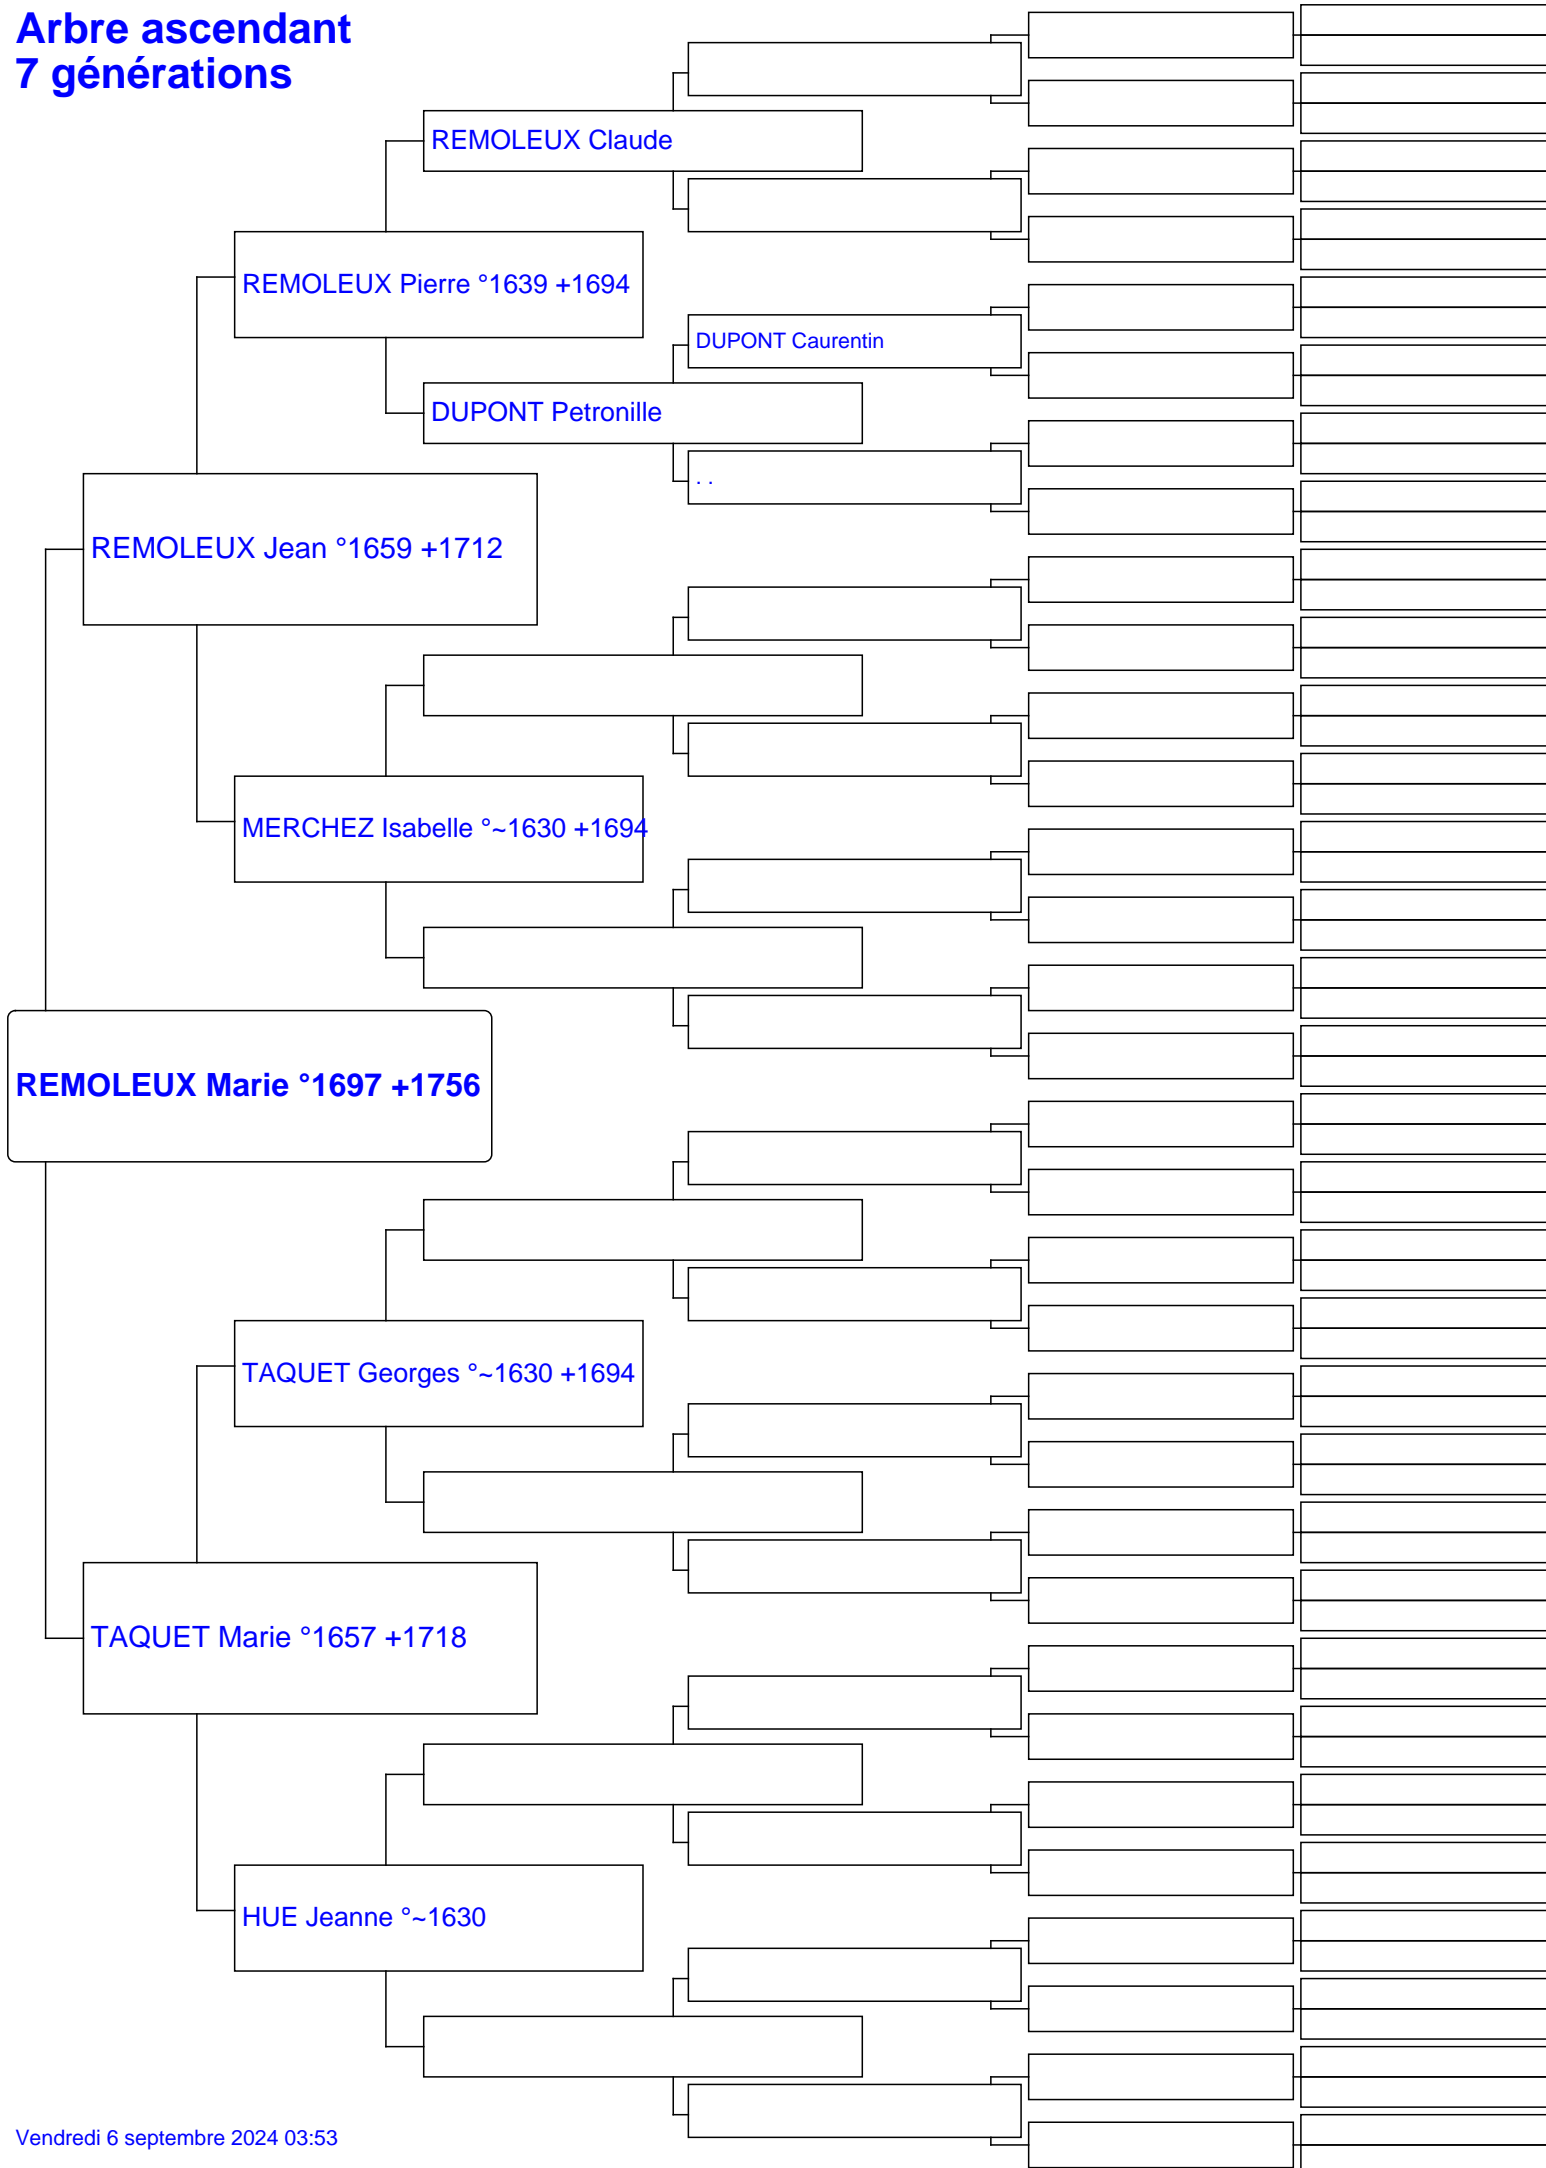 Arbre ascendant
7 générations
REMOLEUX Claude
REMOLEUX Pierre °1639 +1694
DUPONT Caurentin
DUPONT Petronille
. .
REMOLEUX Jean °1659 +1712
MERCHEZ Isabelle °~1630 +1694
REMOLEUX Marie °1697 +1756
TAQUET Georges °~1630 +1694
TAQUET Marie °1657 +1718
HUE Jeanne °~1630
Vendredi 6 septembre 2024 03:53